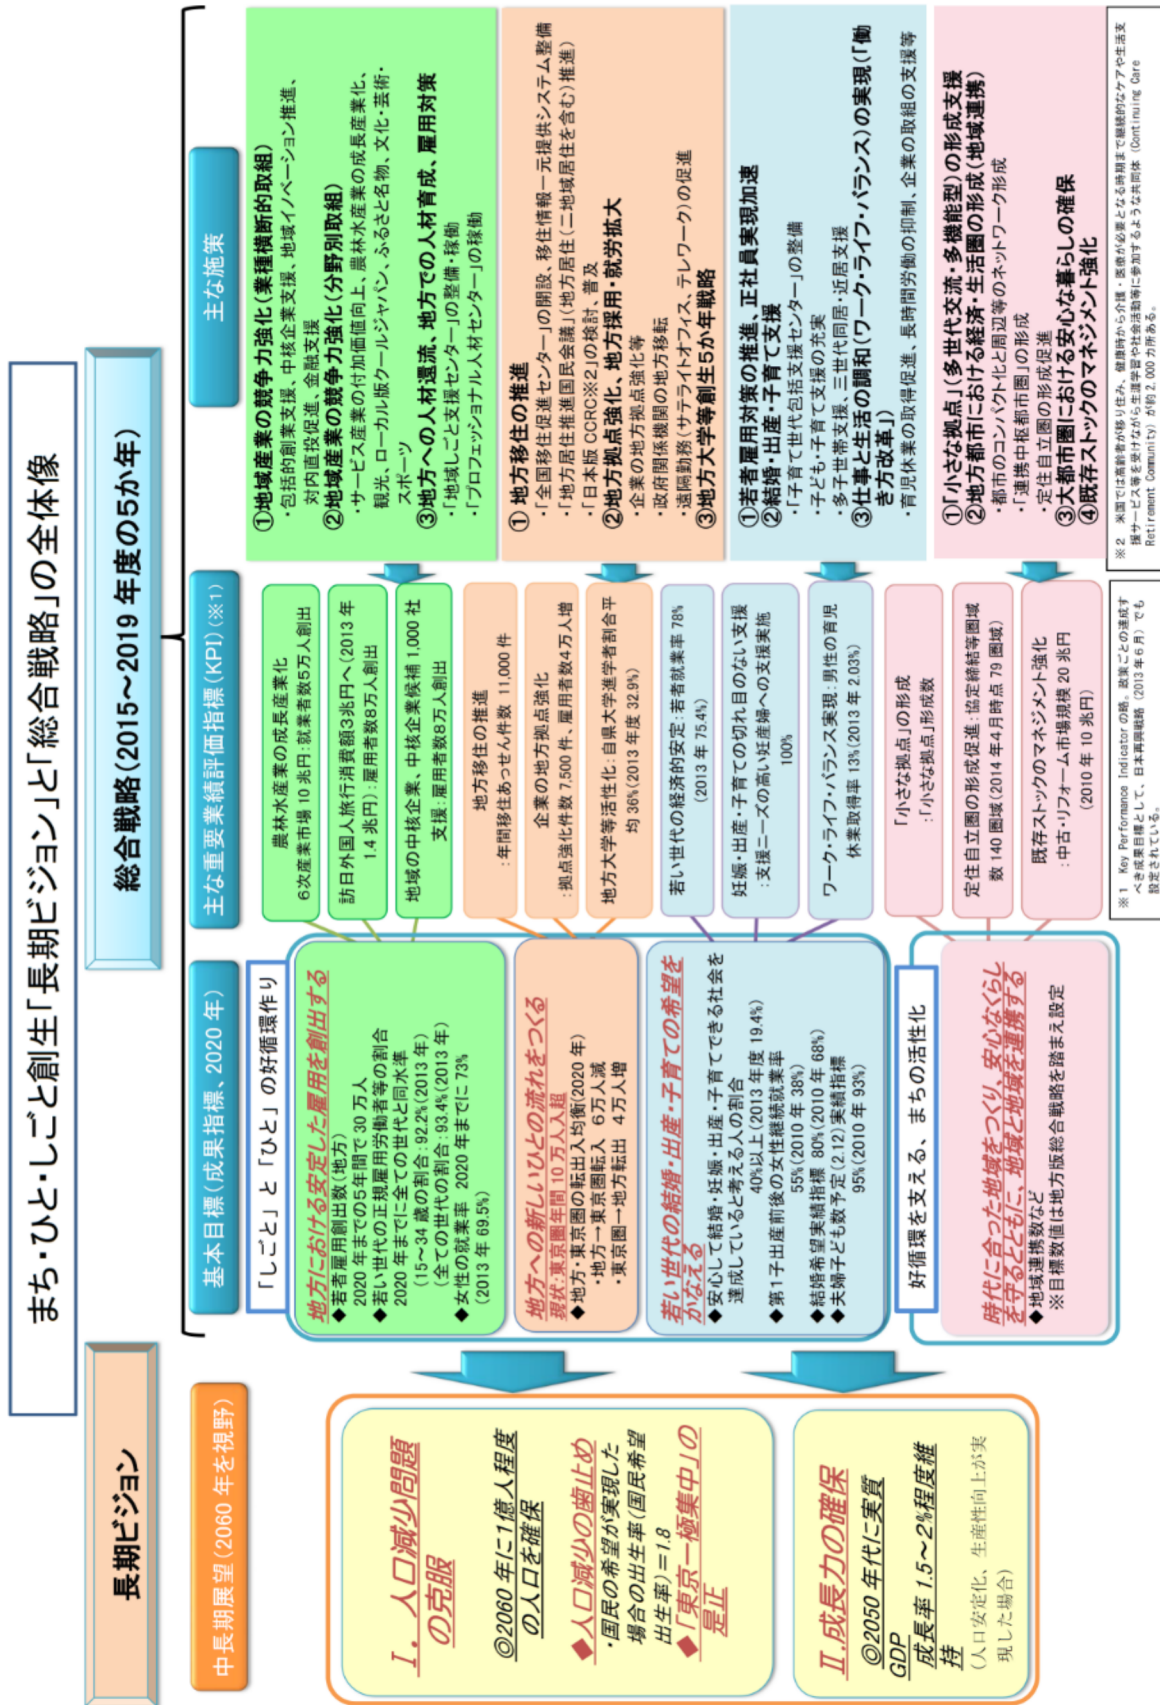 まち・ひと・しごと創生「長期ビジョン」と「総合戦略」の全体像
長期ビジョン
中長期展望(2060年を視野)
Ⅰ．人口減少問題
の克服
◎2060年に1億人程度
の人口を確保
◆人口減少の歯止め
・国民の希望が実現した
場合の出生率(国民希望
出生率)=1.8
◆「東京一極集中」の
是正
Ⅱ.成長力の確保
◎2050年代に実質
GDP
成長率1.5～2%程度維
持
(人口安定化、生産性向上が実
現した場合)
総合戦略(2015～2019年度の5か年)
基本目標(成果指標、2020年)
「しごと」と「ひと」の好循環作り
地方における安定した雇用を創出する
◆若者雇用創出数(地方)
2020年までの5年間で30万人
◆若い世代の正規雇用労働者等の割合
2020年までに全ての世代と同水準
(15～34歳の割合:92.2%(2013年)
(全ての世代の割合:93.4%(2013年)
◆女性の就業率 2020年までに73%
(2013年69.5%)
地方への新しいひとの流れをつくる
現状:東京圏年間10万人入超
◆地方・東京圏の転出入均衡(2020年)
・地方→東京圏転入 6万人減
・東京圏→地方転出 4万人増
若い世代の結婚・出産・子育ての希望を
かなえる
◆安心して結婚・妊娠・出産・子育てできる社会を
達成していると考える人の割合
40%以上(2013年度19.4%)
◆第1子出産前後の女性継続就業率
55%(2010年38%)
◆結婚希望実績指標 80%(2010年68%)
◆夫婦子ども数予定(2.12)実績指標
95%(2010年93%)
好循環を支える、まちの活性化
時代に合った地域をつくり、安心なくらし
を守るとともに、地域と地域を連携する
◆地域連携数など
※目標数値は地方版総合戦略を踏まえ設定
主な重要業績評価指標(KPI)(※1)
農林水産業の成長産業化
6次産業市場10兆円:就業者数5万人創出
訪日外国人旅行消費額3兆円へ(2013年
1.4兆円):雇用者数8万人創出
地域の中核企業、中核企業候補1,000社
支援:雇用者数8万人創出
地方移住の推進
:年間移住あっせん件数 11,000件
企業の地方拠点強化
:拠点強化件数7,500件、雇用者数4万人増
地方大学等活性化:自県大学進学者割合平
均36%(2013年度32.9%)
若い世代の経済的安定:若者就業率78%
(2013年75.4%)
妊娠・出産・子育ての切れ目のない支援
:支援ニーズの高い妊産婦への支援実施
100%
ワーク・ライフ・バランス実現:男性の育児
休業取得率13%(2013年2.03%)
「小さな拠点」の形成
:「小さな拠点」形成数
定住自立圏の形成促進:協定締結等圏域
数140圏域(2014年4月時点79圏域)
既存ストックのマネジメント強化
:中古・リフォーム市場規模20兆円
(2010年10兆円)
※1 Key Performance Indicatorの略。政策ごとの達成す
べき成果目標として、日本再興戦略(2013年6月)でも
設定されている。
主な施策
①地域産業の競争力強化(業種横断的取組)
・包括的創業支援、中核企業支援、地域イノベーション推進、
対内直投促進、金融支援
②地域産業の競争力強化(分野別取組)
・サービス産業の付加価値向上、農林水産業の成長産業化、
観光、ローカル版クールジャパン、ふるさと名物、文化・芸術・
スポーツ
③地方への人材還流、地方での人材育成、雇用対策
・「地域しごと支援センター」の整備・稼働
・「プロフェッショナル人材センター」の稼働
①地方移住の推進
・「全国移住促進センター」の開設、移住情報一元提供システム整備
・「地方居住推進国民会議」(地方居住(二地域居住を含む)推進)
・「日本版CCRC※2」の検討、普及
②地方拠点強化、地方採用・就労拡大
・企業の地方拠点強化等
・政府関係機関の地方移転
・遠隔勤務(サテライトオフィス、テレワーク)の促進
③地方大学等創生5か年戦略
①若者雇用対策の推進、正社員実現加速
②結婚・出産・子育て支援
・「子育て世代包括支援センター」の整備
・子ども・子育て支援の充実
・多子世帯支援、三世代同居・近居支援
③仕事と生活の調和(ワーク・ライフ・バランス)の実現(「働
き方改革」)
・育児休業の取得促進、長時間労働の抑制、企業の取組の支援等
①「小さな拠点」(多世代交流・多機能型)の形成支援
②地方都市における経済・生活圏の形成(地域連携)
・都市のコンパクト化と周辺等のネットワーク形成
・「連携中枢都市圏」の形成
・定住自立圏の形成促進
③大都市圏における安心な暮らしの確保
④既存ストックのマネジメント強化
※2 米国では高齢者が移り住み、健康時から介護・医療が必要となる時期まで継続的なケアや生活支
援サービス等を受けながら生涯学習や社会活動等に参加するような共同体(Continuing Care
Retirement Community)が約2,000カ所ある。